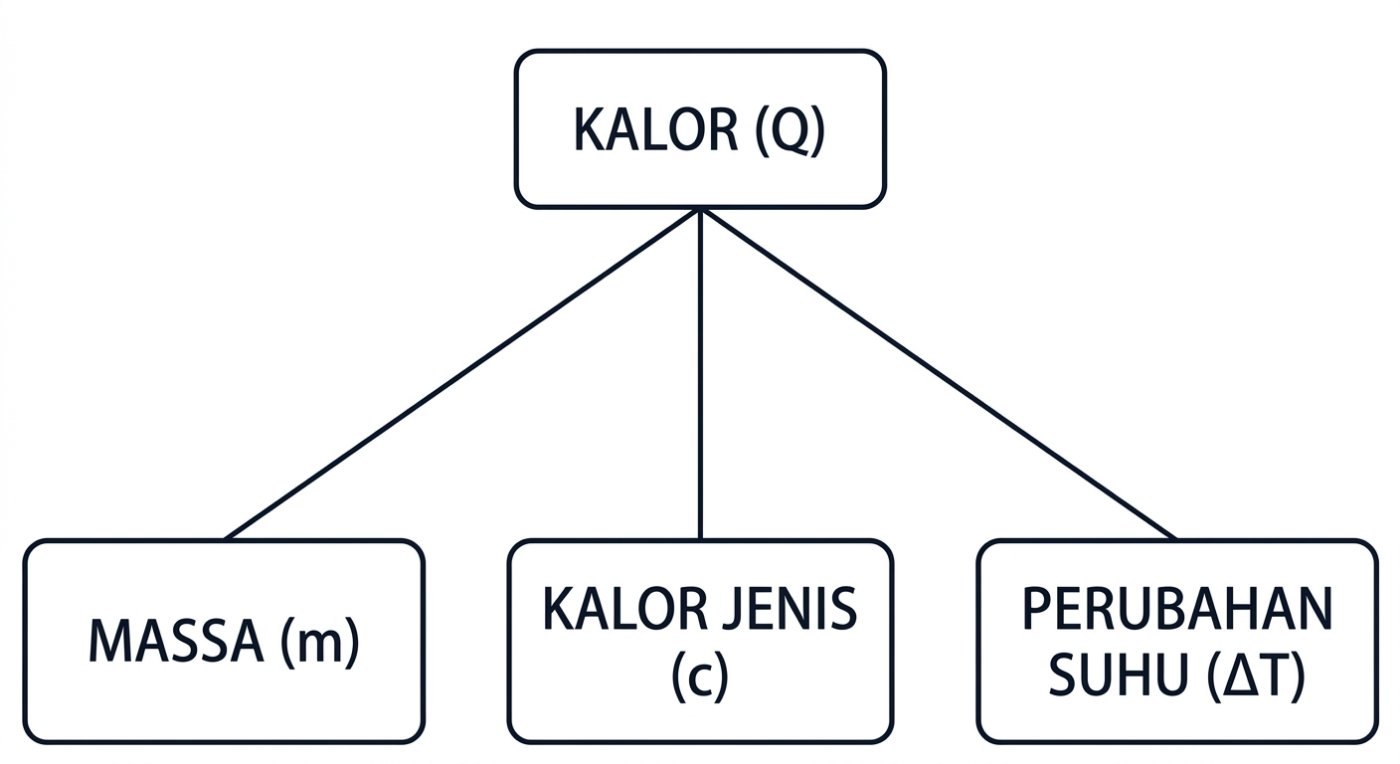 KALOR (Q)
MASSA (m)
KALOR JENIS
(c)
PERUBAHAN
SUHU (ΔT)